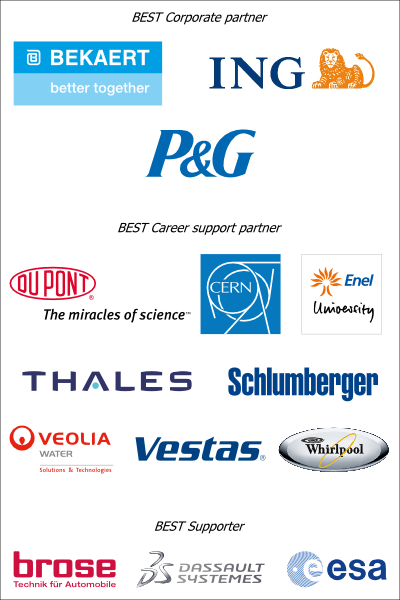 BEST Corporate partner
BEKAERT
better together
ING
P&G
BEST Career support partner
DU PONT
®
The miracles of science™
CERN
Enel
University
THALES
Schlumberger
VEOLIA
WATER
Solutions & Technologies
Vestas®
Whirlpool
BEST Supporter
brose
Technik für Automobile
DASSAULT
SYSTEMES
esa